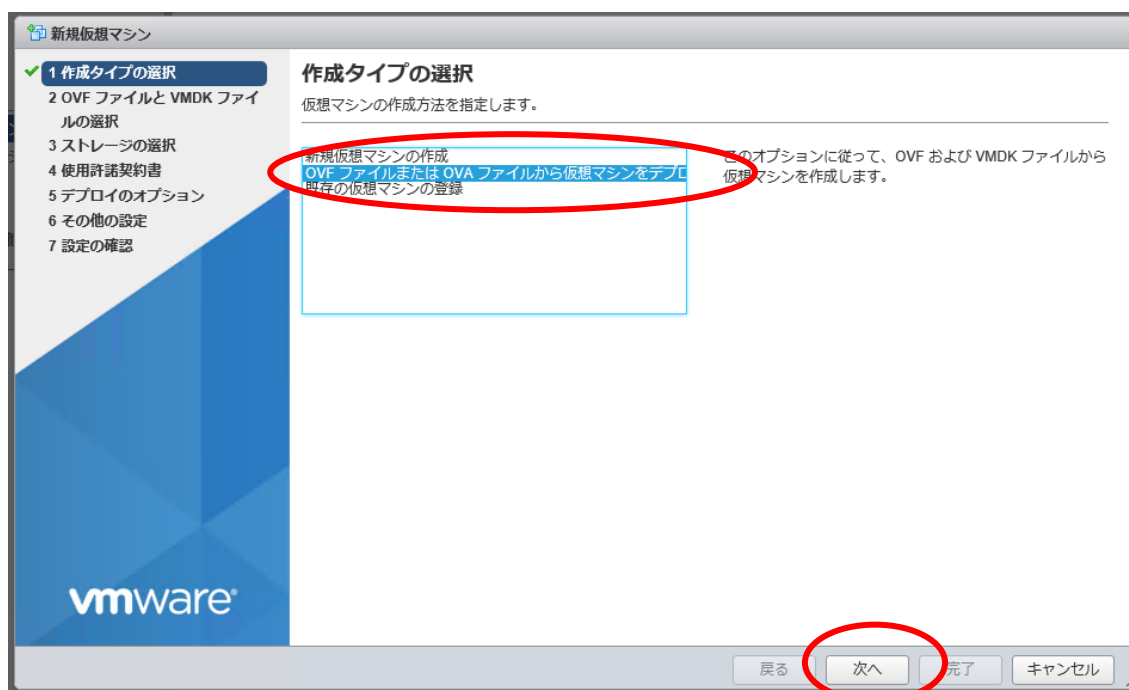 新規仮想マシン
1 作成タイプの選択
2 OVF ファイルと VMDK ファイ
ルの選択
3 ストレージの選択
4 使用許諾契約書
5 デプロイのオプション
6 その他の設定
7 設定の確認
vmware
作成タイプの選択
仮想マシンの作成方法を指定します。
新規仮想マシンの作成
OVF ファイルまたは OVA ファイルから仮想マシンをデプロ
既存の仮想マシンの登録
このオプションに従って、OVF および VMDK ファイルから
仮想マシンを作成します。
戻る 次へ 完了 キャンセル